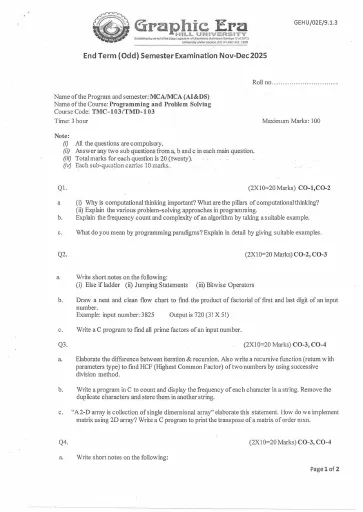 GEHU/02E/9.1.3
Graphic Era
HILL UNIVERSITY
End Term (Odd) Semester Examination Nov-Dec 2025
Roll no.............................
Name of the Program and semester: MCA/MCA (AI&DS)
Name of the Course: Programming and Problem Solving
Course Code: TMC-103/TMD-103
Time: 3 hour Maximum Marks: 100
Note:
(i) All the questions are compulsory.
(ii) Answer any two sub questions from a, b and c in each main question.
(iii) Total marks for each question is 20 (twenty).
(iv) Each sub-question carries 10 marks.
Q1. (2X10=20 Marks) CO-1,CO-2
a (i) Why is computational thinking important? What are the pillars of computational thinking?
(ii) Explain the various problem-solving approaches in programming.
b. Explain the frequency count and complexity of an algorithm by taking a suitable example.
c. What do you mean by programming paradigms? Explain in detail by giving suitable examples.
Q2. (2X10=20 Marks) CO-2, CO-3
a. Write short notes on the following:
(i) Else if ladder (ii) Jumping Statements (iii) Bitwise Operators
b. Draw a neat and clean flow chart to find the product of factorial of first and last digit of an input
number.
Example: input number: 3825 Output is 720 (3! X 5!)
c. Write a C program to find all prime factors of an input number.
Q3. (2X10=20 Marks) CO-3, CO-4
a. Elaborate the difference between iteration & recursion. Also write a recursive function (return with
parameters type) to find HCF (Highest Common Factor) of two numbers by using successive
division method.
b. Write a program in C to count and display the frequency of each character in a string. Remove the
duplicate characters and store them in another string.
c. "A 2-D array is collection of single dimensional array" elaborate this statement. How do we implement
matrix using 2D array? Write a C program to print the transpose of a matrix of order mxn.
Q4. (2X10=20 Marks) CO-3, CO-4
a. Write short notes on the following:
Page 1 of 2